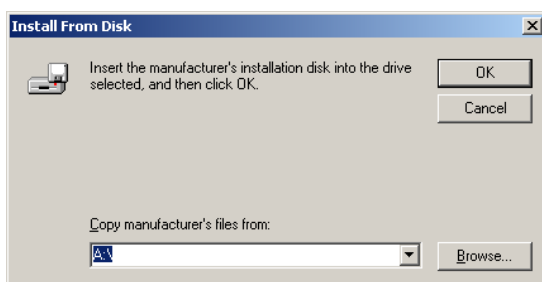 Install From Disk
Insert the manufacturer's installation disk into the drive
selected, and then click OK.
OK
Cancel
Copy manufacturer's files from:
A:\
Browse...